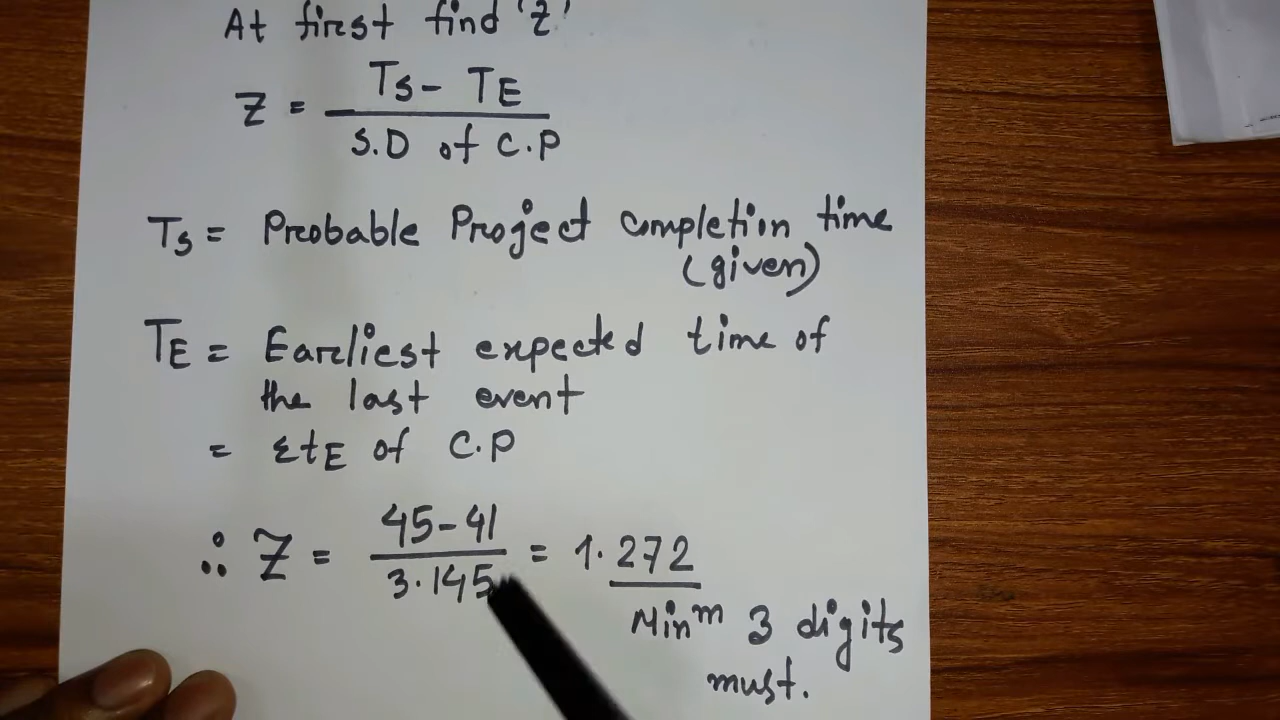 At first find 'Z'
Z = Ts - TE / S.D of C.P
Ts = Probable Project completion time
(given)
TE = Earliest expected time of
the last event
= ΣtE of C.P
∴ Z = 45-41 / 3.145 = 1.272
Minᵐ 3 digits
must.